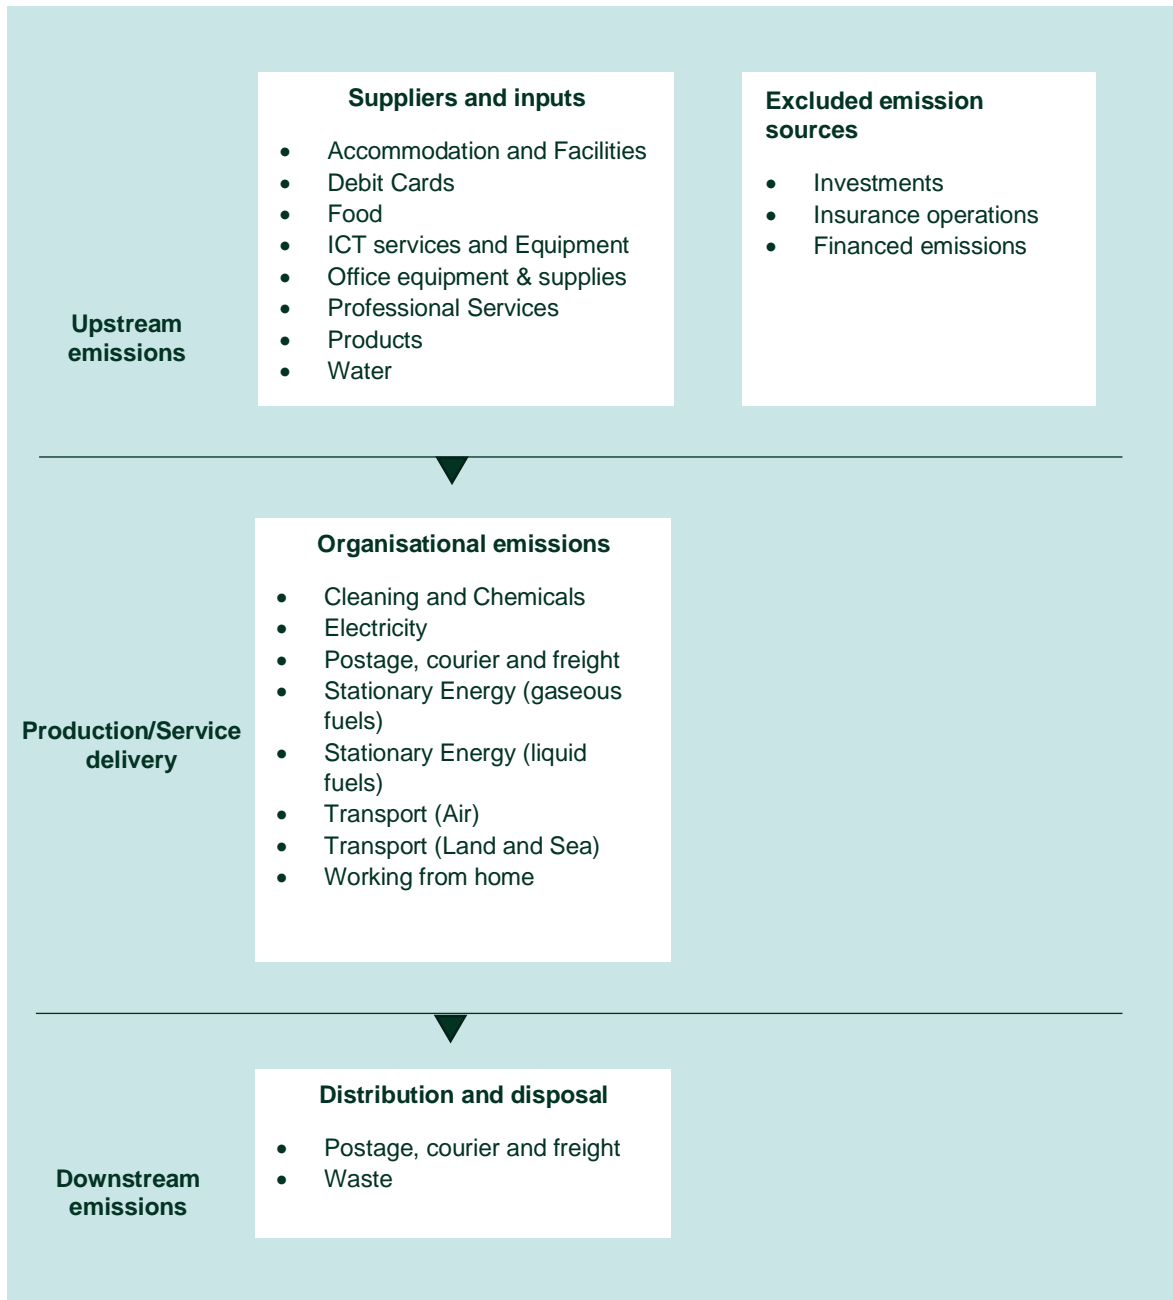 Upstream
emissions
Suppliers and inputs
• Accommodation and Facilities
• Debit Cards
• Food
• ICT services and Equipment
• Office equipment & supplies
• Professional Services
• Products
• Water
Excluded emission
sources
• Investments
• Insurance operations
• Financed emissions
Production/Service
delivery
Organisational emissions
• Cleaning and Chemicals
• Electricity
• Postage, courier and freight
• Stationary Energy (gaseous
fuels)
• Stationary Energy (liquid
fuels)
• Transport (Air)
• Transport (Land and Sea)
• Working from home
Downstream
emissions
Distribution and disposal
• Postage, courier and freight
• Waste